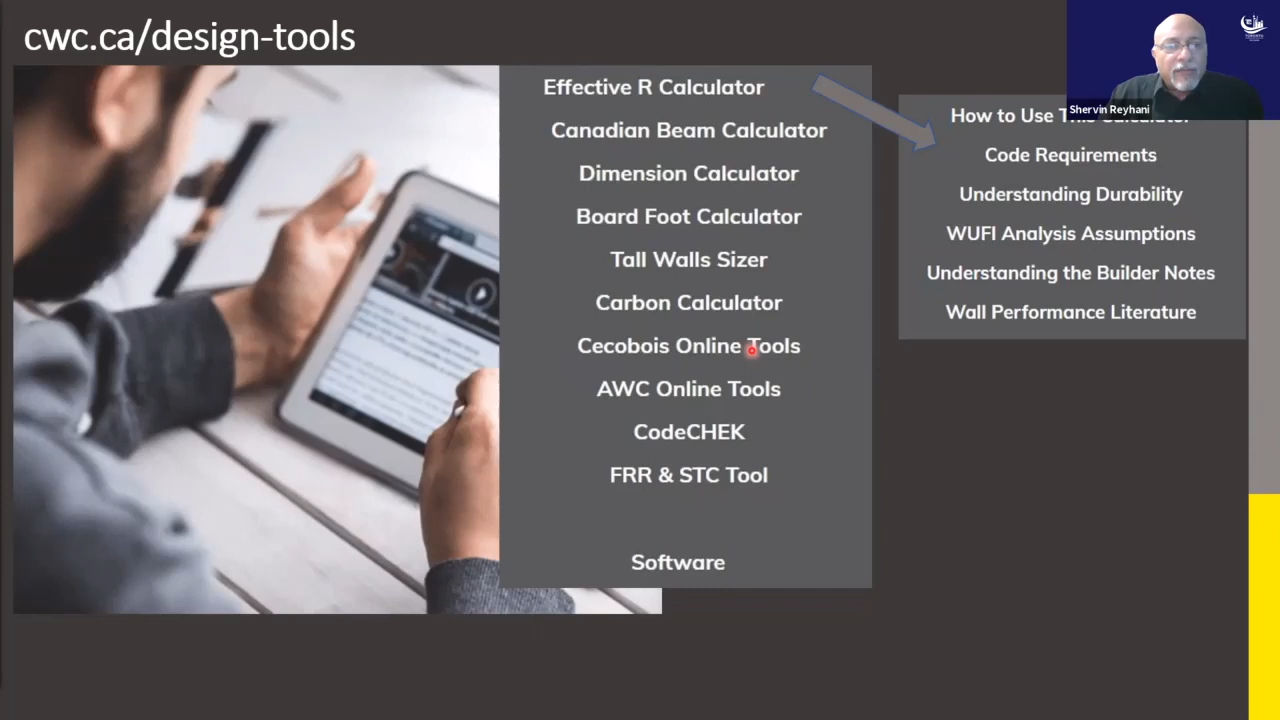 cwc.ca/design-tools
Effective R Calculator
Canadian Beam Calculator
Dimension Calculator
Board Foot Calculator
Tall Walls Sizer
Carbon Calculator
Cecobois Online Tools
AWC Online Tools
CodeCHEK
FRR & STC Tool
Software
How to Use This Calculator
Code Requirements
Understanding Durability
WUFI Analysis Assumptions
Understanding the Builder Notes
Wall Performance Literature
Shervin Reyhani